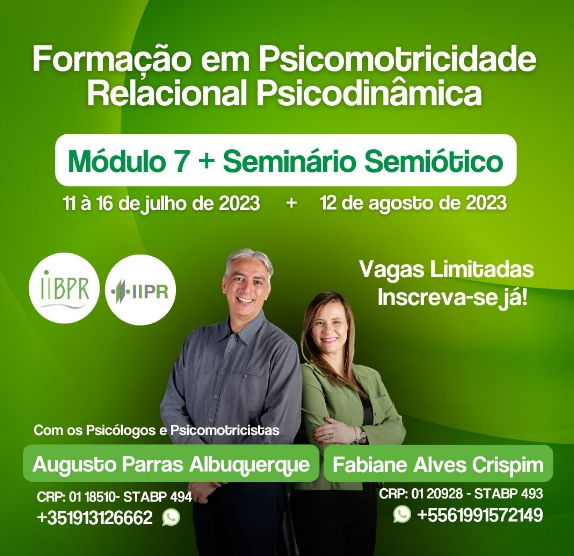 Formação em Psicomotricidade
Relacional Psicodinâmica
Módulo 7 + Seminário Semiótico
11 à 16 de julho de 2023 + 12 de agosto de 2023
iiBPR
IIPR
Vagas Limitadas
Inscreva-se já!
Com os Psicólogos e Psicomotricistas
Augusto Parras Albuquerque
Fabiane Alves Crispim
CRP: 01 18510- STABP 494
+351913126662
CRP: 01 20928 - STABP 493
+5561991572149